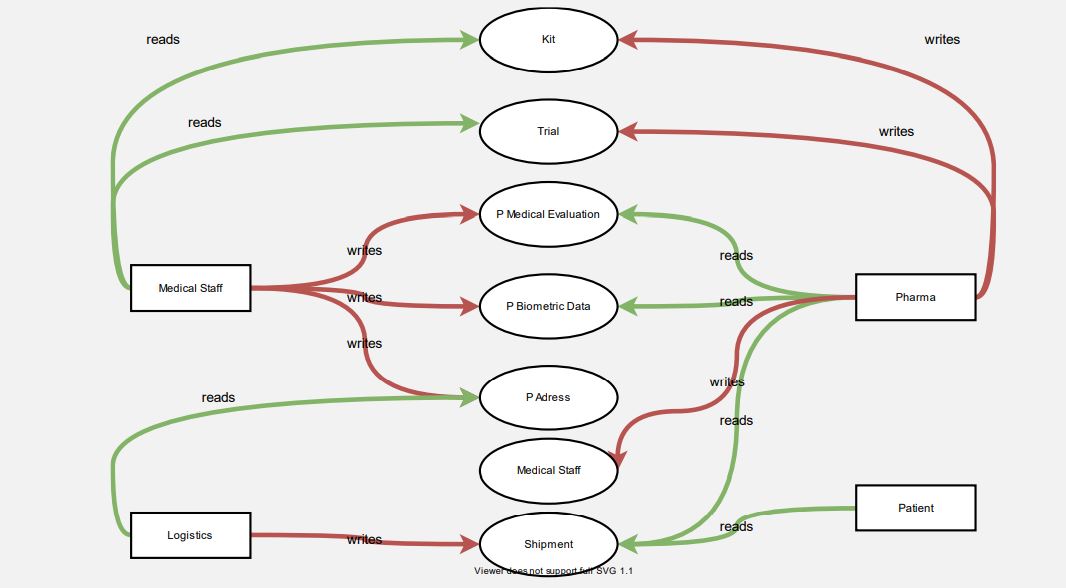 reads
Kit
writes
reads
Trial
writes
P Medical Evaluation
writes
reads
Medical Staff
writes
P Biometric Data
reads
Pharma
writes
reads
P Adress
writes
reads
Medical Staff
Patient
Logistics
writes
Shipment
reads
Viewer does not support full SVG 1.1